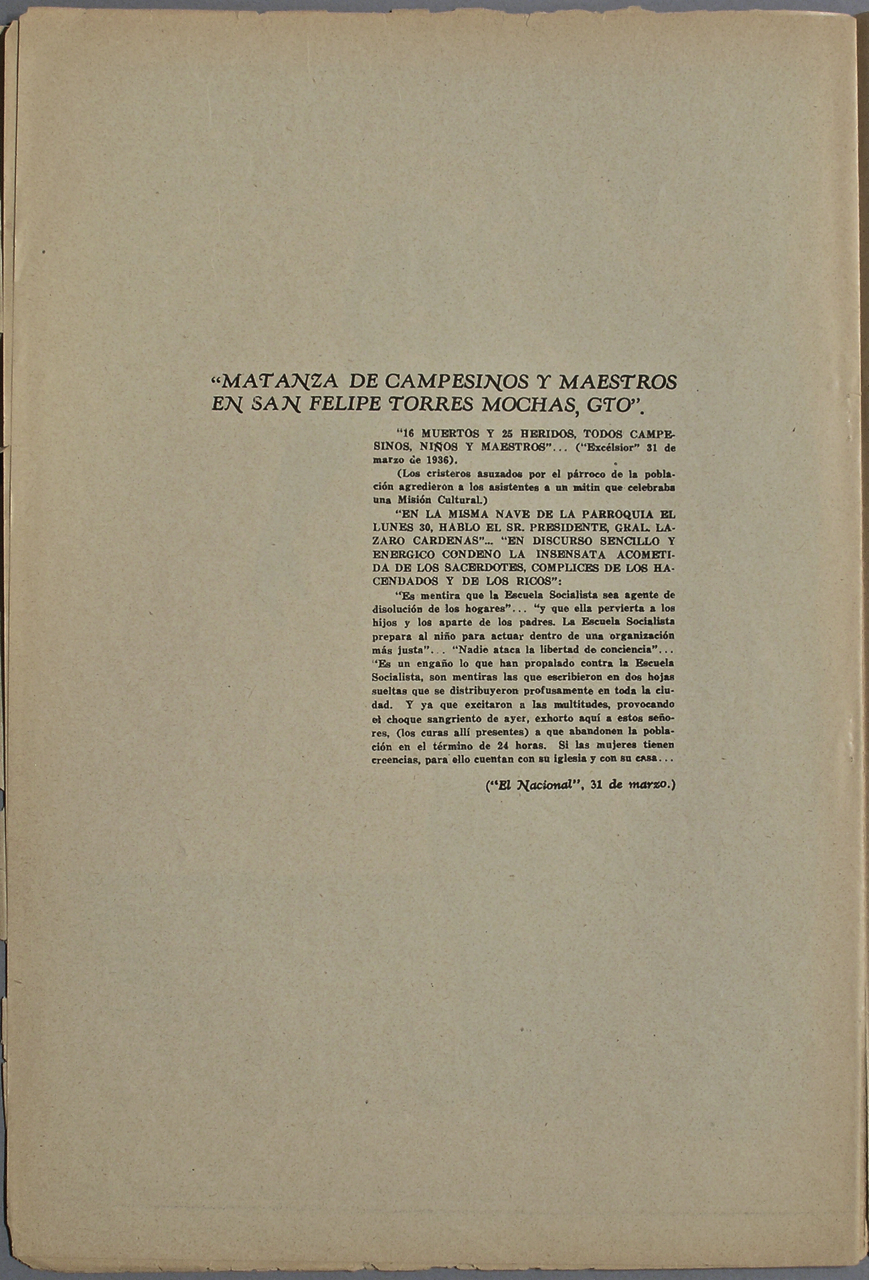 “MATANZA DE CAMPESINOS Y MAESTROS
EN SAN FELIPE TORRES MOCHAS, GTO”.
“16 MUERTOS Y 25 HERIDOS, TODOS CAMPE-
SINOS, NIÑOS Y MAESTROS”... (“Excélsior” 31 de
marzo de 1936).
(Los cristeros asuzados por el párroco de la pobla-
ción agredieron a los asistentes a un mitin que celebraba
una Misión Cultural.)
“EN LA MISMA NAVE DE LA PARROQUIA EL
LUNES 30, HABLO EL SR. PRESIDENTE, GRAL. LA-
ZARO CARDENAS”... “EN DISCURSO SENCILLO Y
ENERGICO CONDENO LA INSENSATA ACOMETI-
DA DE LOS SACERDOTES, COMPLICES DE LOS HA-
CENDADOS Y DE LOS RICOS”:
“Es mentira que la Escuela Socialista sea agente de
disolución de los hogares”... “y que ella pervierta a los
hijos y los aparte de los padres. La Escuela Socialista
prepara al niño para actuar dentro de una organización
más justa”... “Nadie ataca la libertad de conciencia”...
“Es un engaño lo que han propalado contra la Escuela
Socialista, son mentiras las que escribieron en dos hojas
sueltas que se distribuyeron profusamente en toda la ciu-
dad. Y ya que excitaron a las multitudes, provocando
el choque sangriento de ayer, exhorto aquí a estos seño-
res, (los curas allí presentes) a que abandonen la pobla-
ción en el término de 24 horas. Si las mujeres tienen
creencias, para ello cuentan con su iglesia y con su casa...
(“El Nacional”, 31 de marzo.)